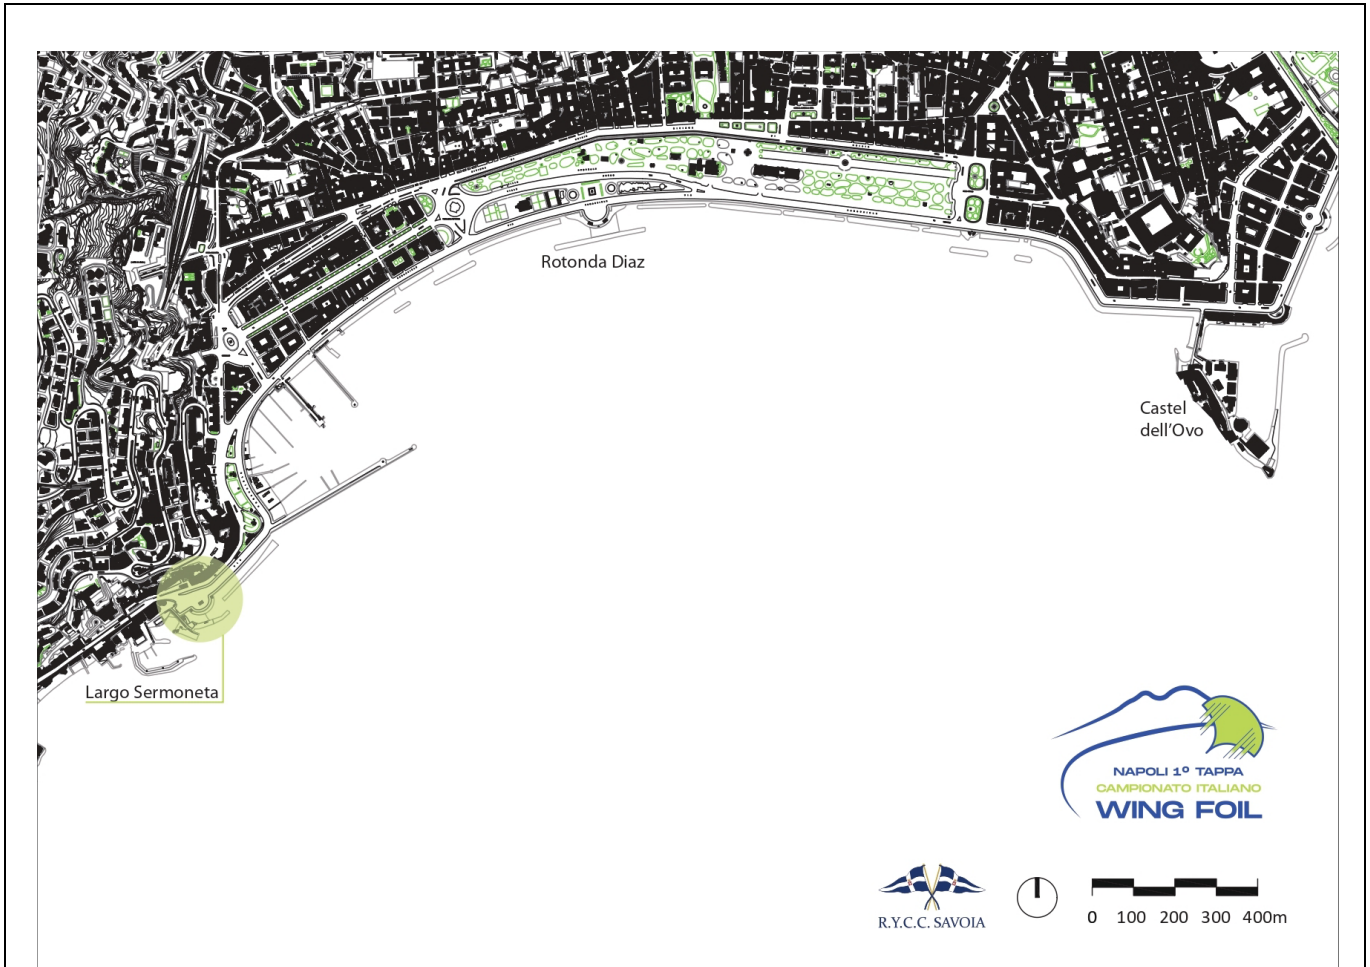 Rotonda Diaz
Castel
dell'Ovo
Largo Sermoneta
NAPOLI 1º TAPPA
CAMPIONATO ITALIANO
WING FOIL
R.Y.C.C. SAVOIA
0 100 200 300 400m